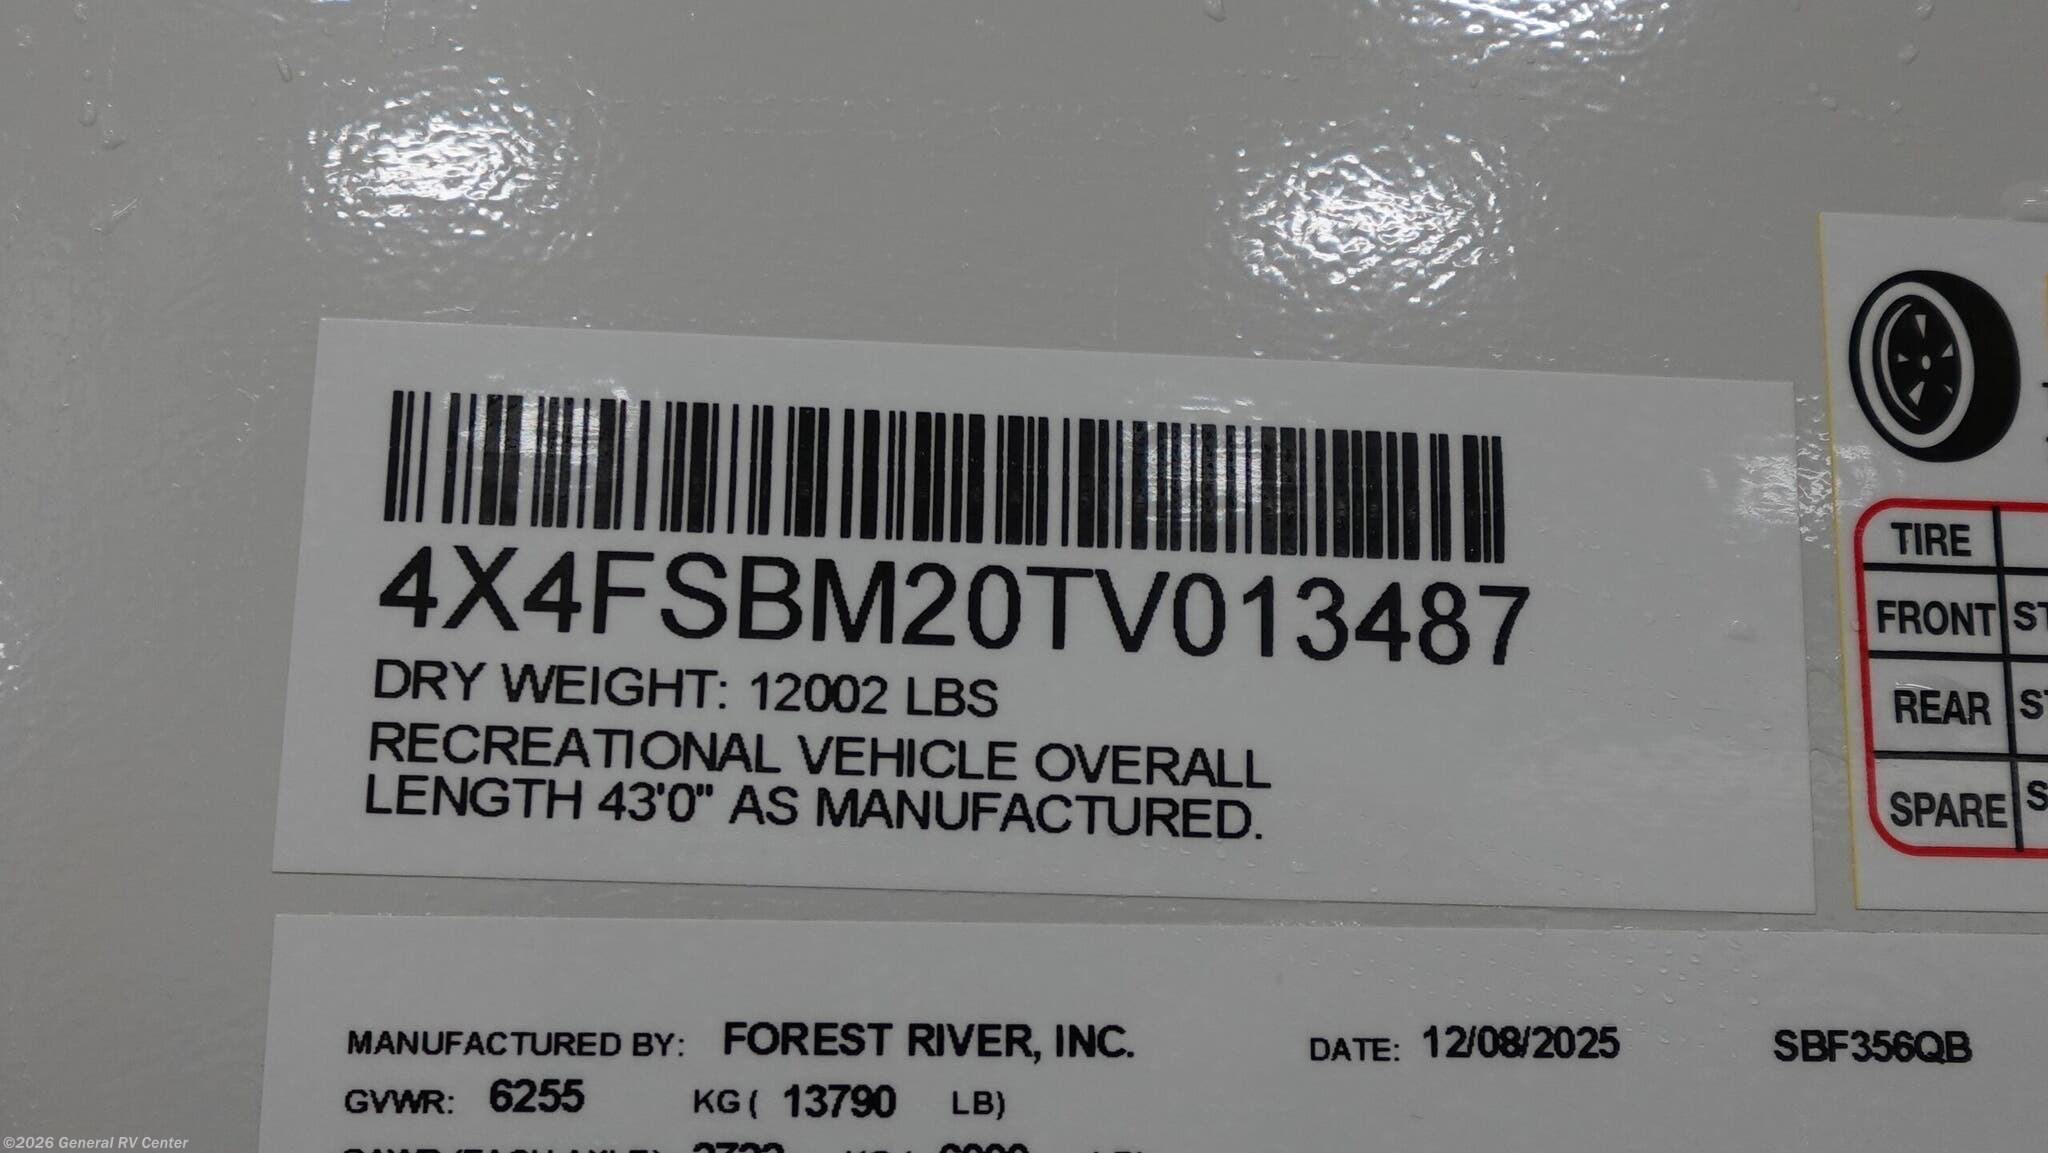 4X4FSBM20TV013487
DRY WEIGHT: 12002 LBS
RECREATIONAL VEHICLE OVERALL
LENGTH 43'0" AS MANUFACTURED.
TIRE
FRONT
REAR
SPARE
MANUFACTURED BY: FOREST RIVER, INC. DATE: 12/08/2025 SBF356QB
GVWR: 6255 KG ( 13790 LB)
©2026 General RV Center